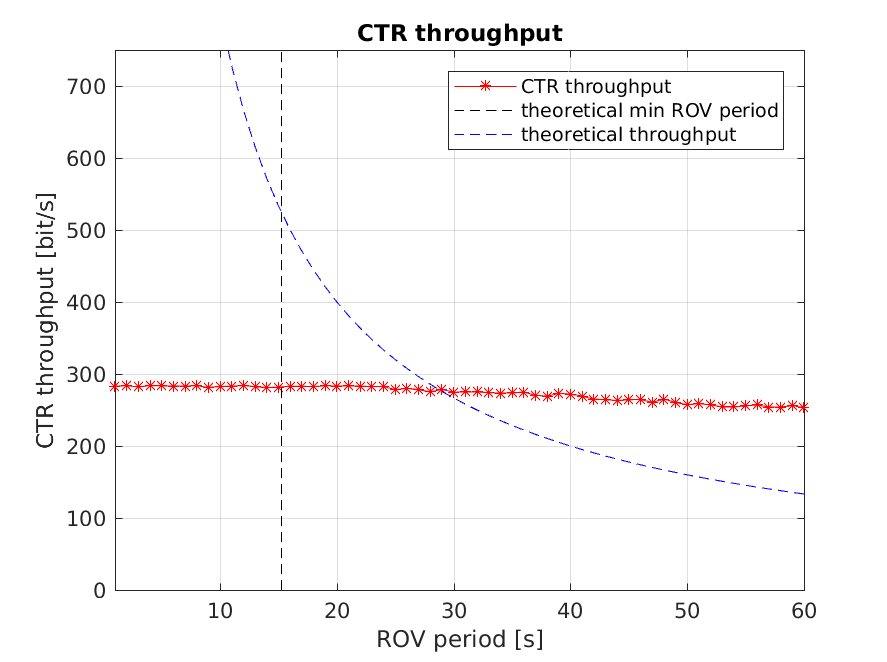 CTR throughput
CTR throughput
theoretical min ROV period
theoretical throughput
CTR throughput [bit/s]
700
600
500
400
300
200
100
0
10 20 30 40 50 60
ROV period [s]